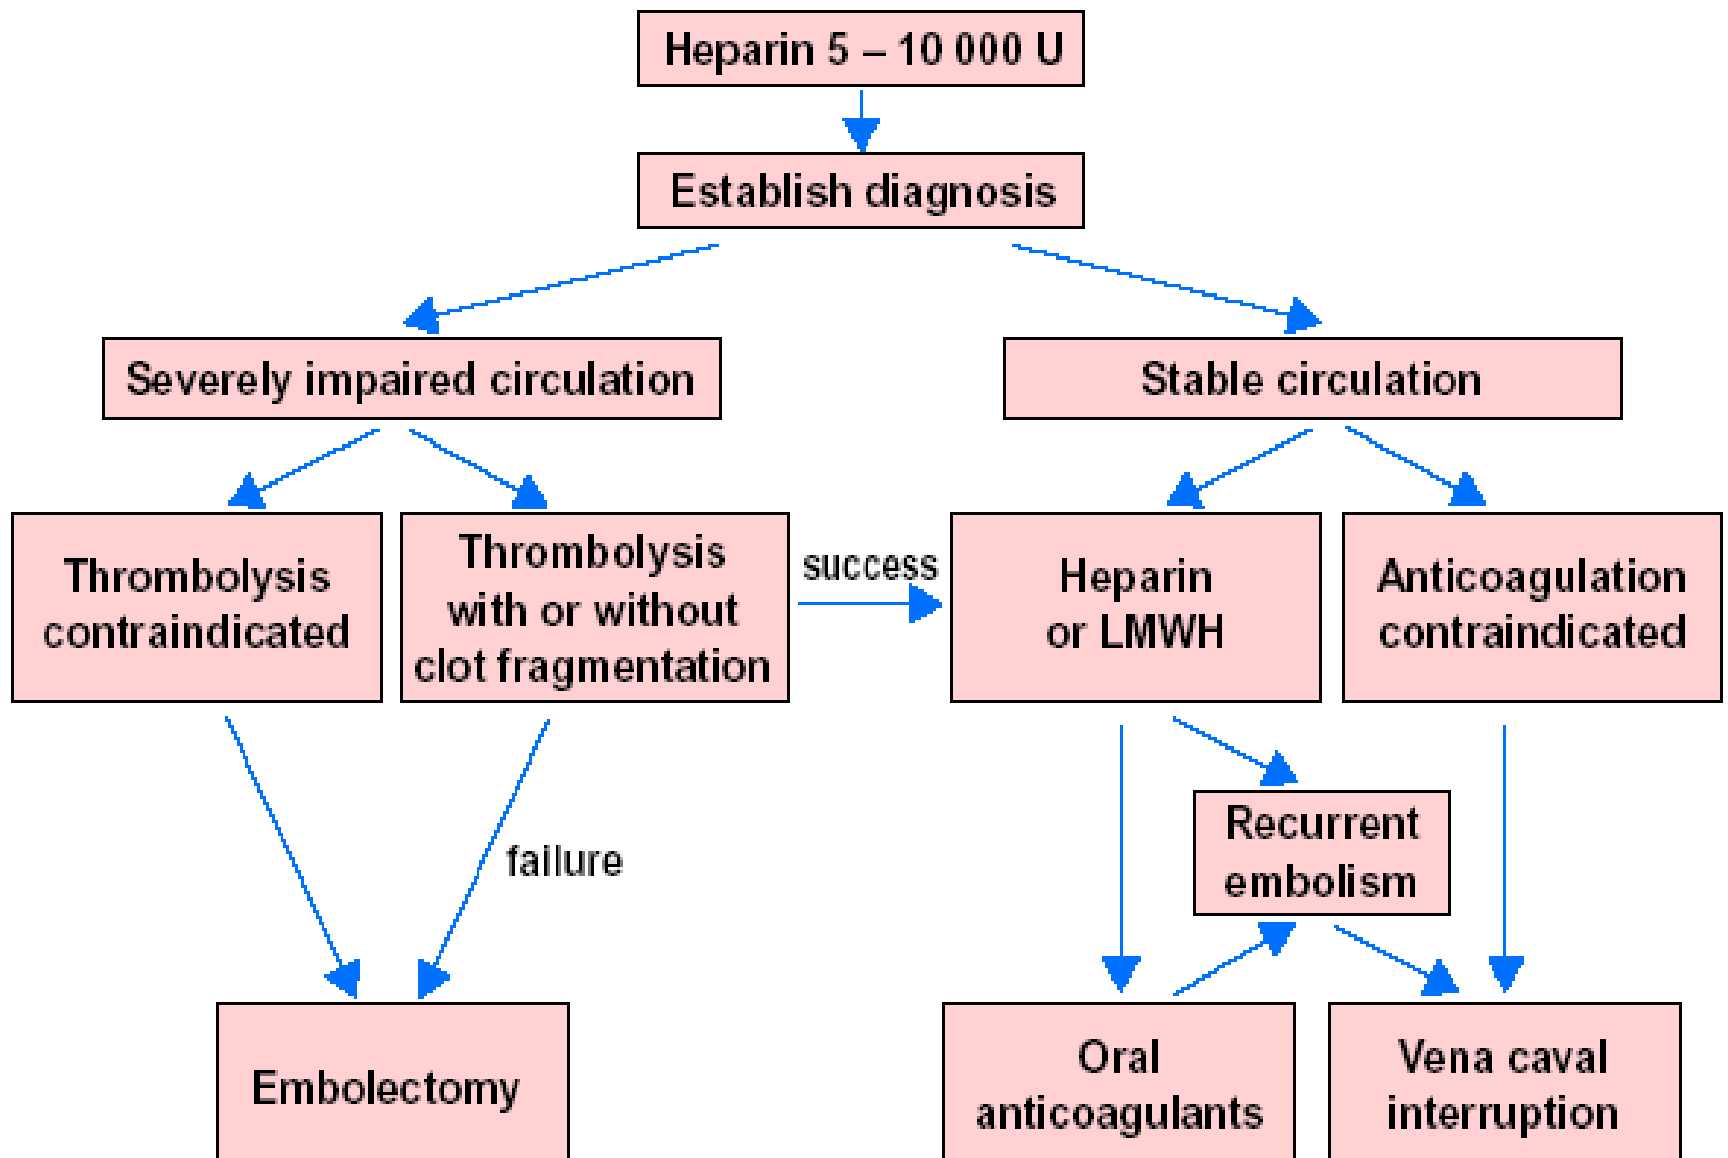 Heparin 5 – 10 000 U
Establish diagnosis
Severely impaired circulation
Stable circulation
Thrombolysis
contraindicated
Thrombolysis
with or without
clot fragmentation
success
Heparin
or LMWH
Anticoagulation
contraindicated
Recurrent
embolism
failure
Embolectomy
Oral
anticoagulants
Vena caval
interruption